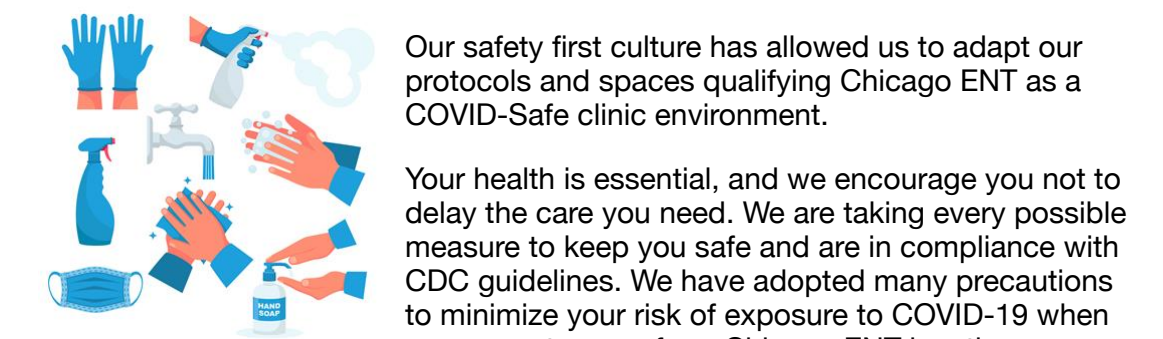 Our safety first culture has allowed us to adapt our
protocols and spaces qualifying Chicago ENT as a
COVID-Safe clinic environment.
Your health is essential, and we encourage you not to
delay the care you need. We are taking every possible
measure to keep you safe and are in compliance with
CDC guidelines. We have adopted many precautions
to minimize your risk of exposure to COVID-19 when
HAND
SOAP